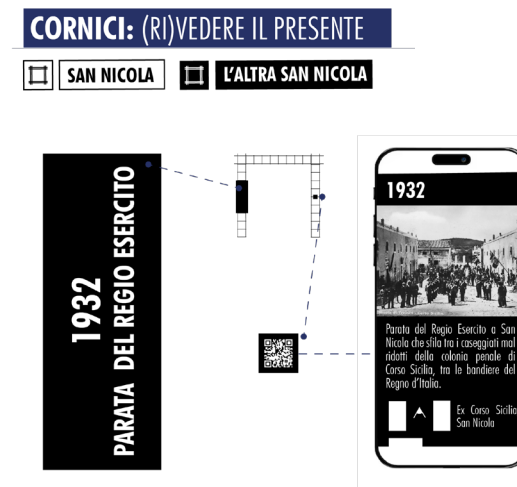 CORNICI: (RI)VEDERE IL PRESENTE
SAN NICOLA
L'ALTRA SAN NICOLA
1932
PARATA DEL REGIO ESERCITO
1932
Parata del Regio Esercito a San
Nicola che sfila tra i caseggiati mal
ridotti della colonia penale di
Corso Sicilia, tra le bandiere del
Regno d'Italia.
Ex Corso Sicilia
San Nicola